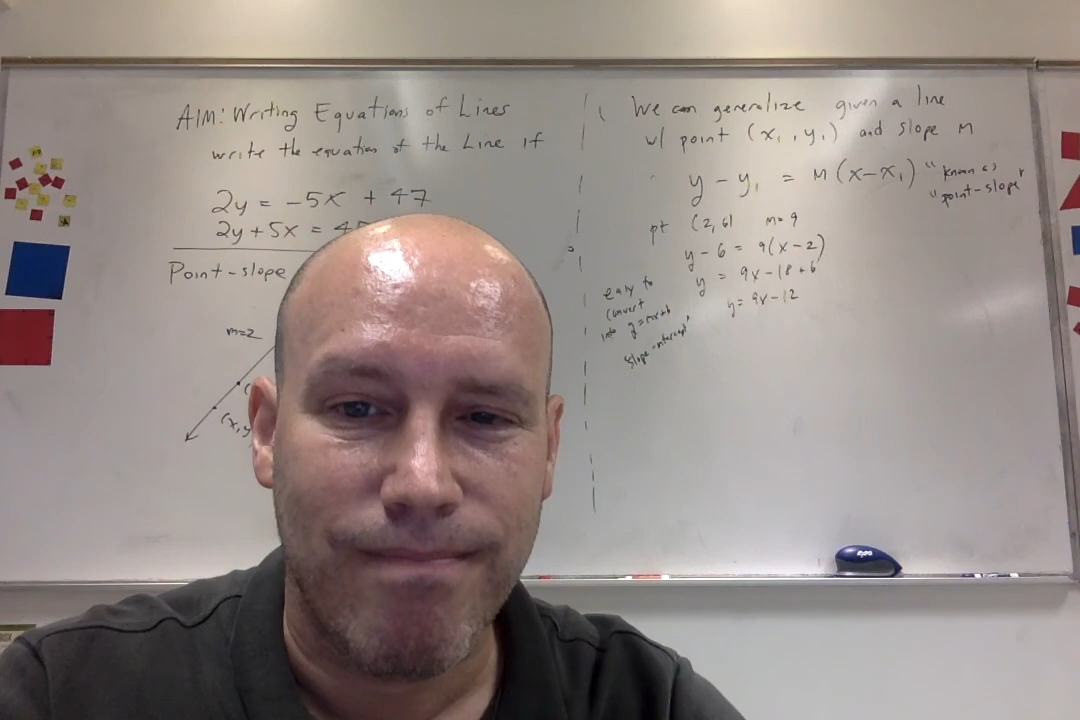 AIM: Writing Equations of Lines
write the equation of the Line if
2y = -5x + 47
2y + 5x = 4
Point-slope
m=2
(x, y
We can generalize given a line
w/ point (x₁, y₁) and slope m
y - y₁ = m(x - x₁) " known as
"point-slope"
pt (2, 6) m = 9
y - 6 = 9(x - 2)
y = 9x - 18 + 6
y = 9x - 12
easy to
convert
into y = mx+b
slope-intercept"
expo